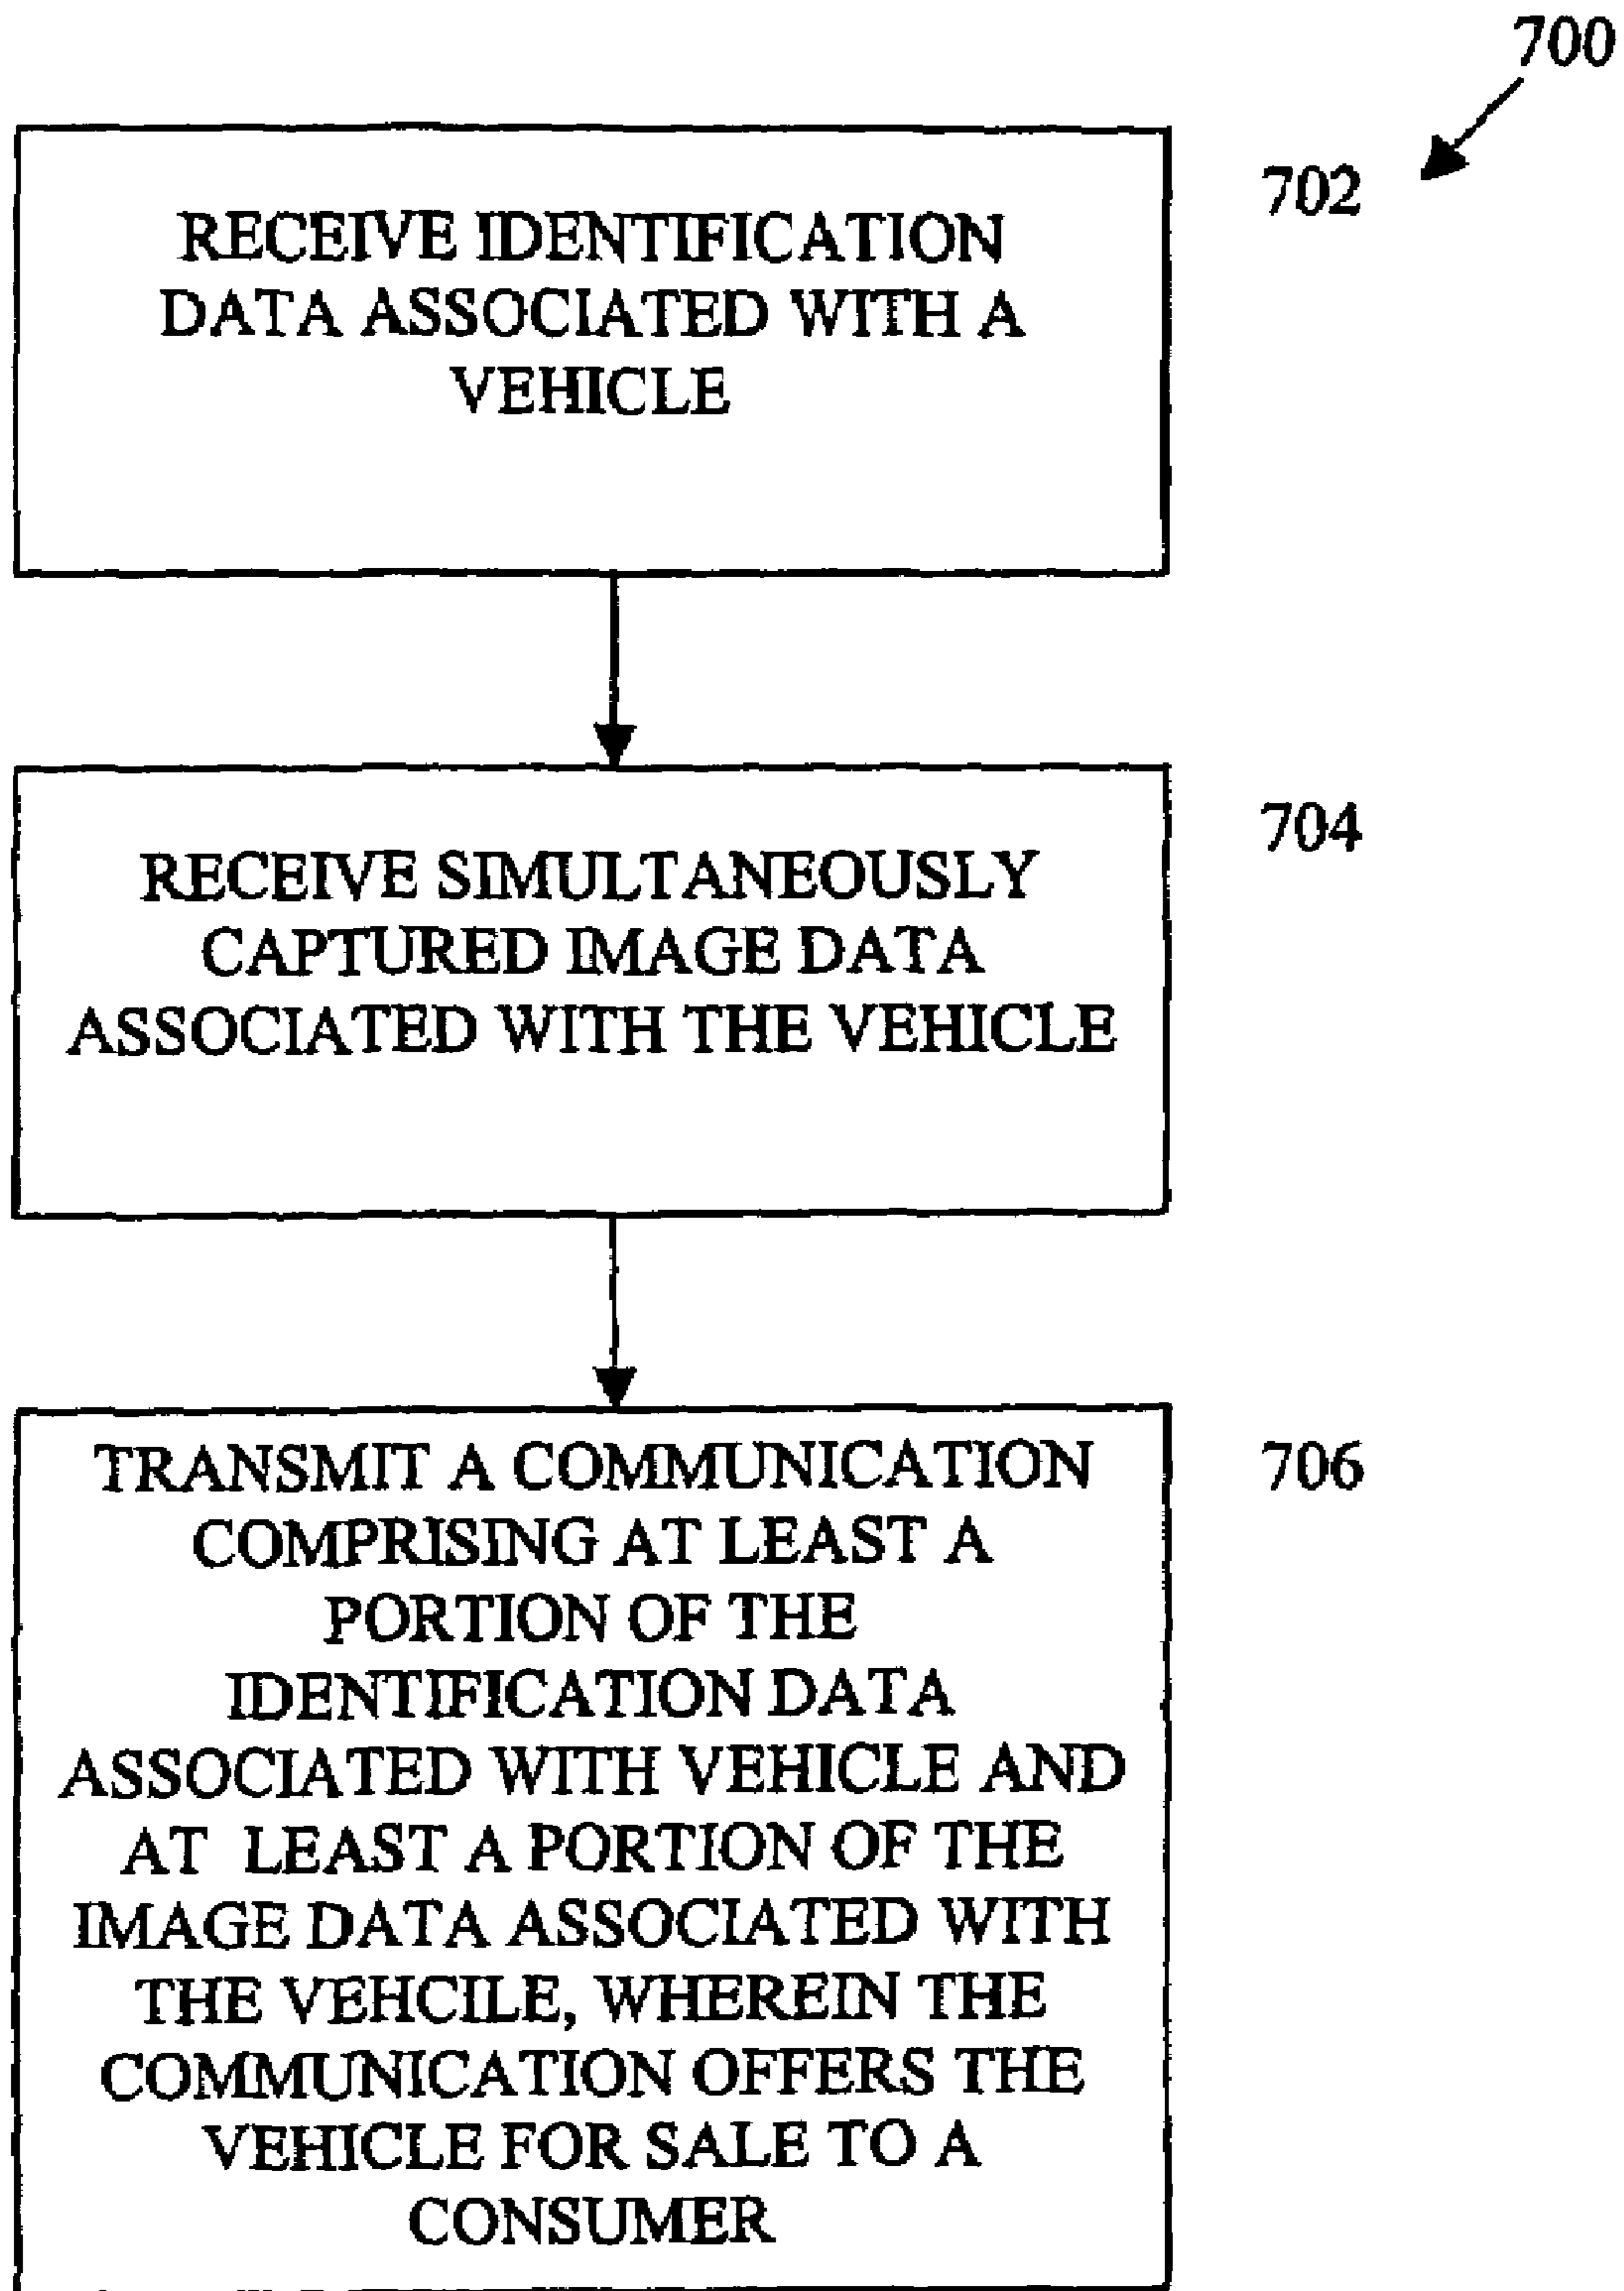 700
702
RECEIVE IDENTIFICATION
DATA ASSOCIATED WITH A
VEHICLE
704
RECEIVE SIMULTANEOUSLY
CAPTURED IMAGE DATA
ASSOCIATED WITH THE VEHICLE
706
TRANSMIT A COMMUNICATION
COMPRISING AT LEAST A
PORTION OF THE
IDENTIFICATION DATA
ASSOCIATED WITH VEHICLE AND
AT LEAST A PORTION OF THE
IMAGE DATA ASSOCIATED WITH
THE VEHCILE, WHEREIN THE
COMMUNICATION OFFERS THE
VEHICLE FOR SALE TO A
CONSUMER